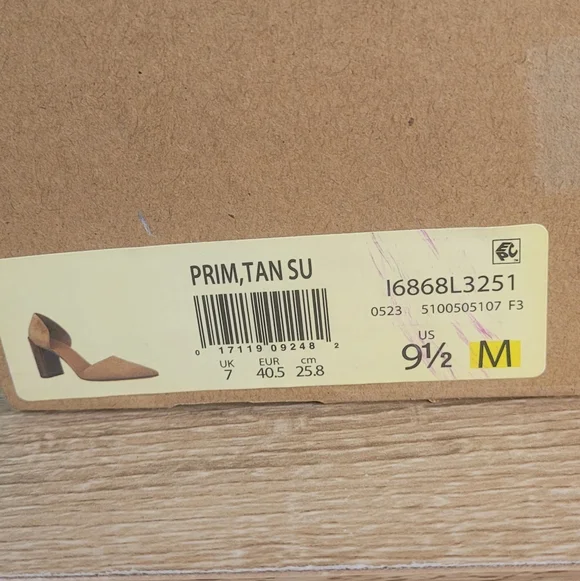 PRIM,TAN SU
0 17119 09248 2
UK EUR cm
7 40.5 25.8
I6868L3251
0523 5100505107 F3
US
9½ M